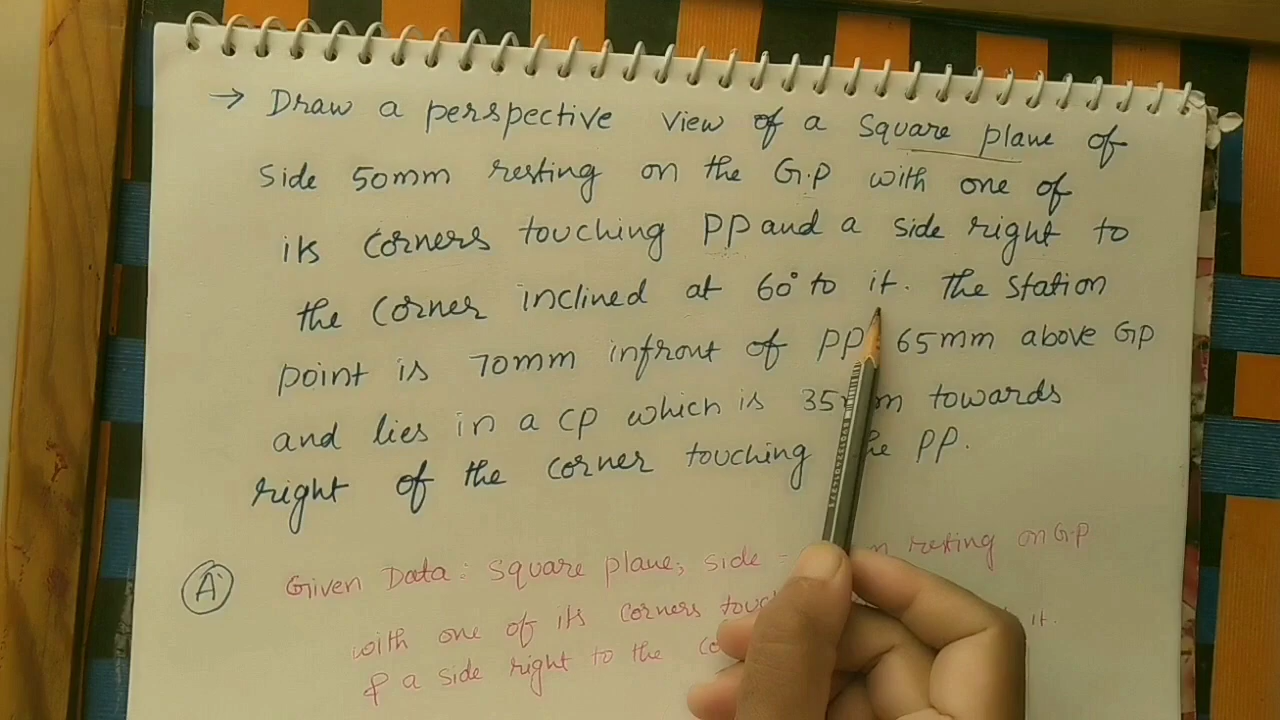 → Draw a perspective view of a square plane of
side 50mm resting on the G.P with one of
its corners touching PP and a side right to
the corner inclined at 60° to it. The station
point is 70mm infront of PP 65mm above GP
and lies in a CP which is 35mm towards
right of the corner touching the PP.
A Given Data: square plane; side = resting on G.P
with one of its corners it.
& a side right to the